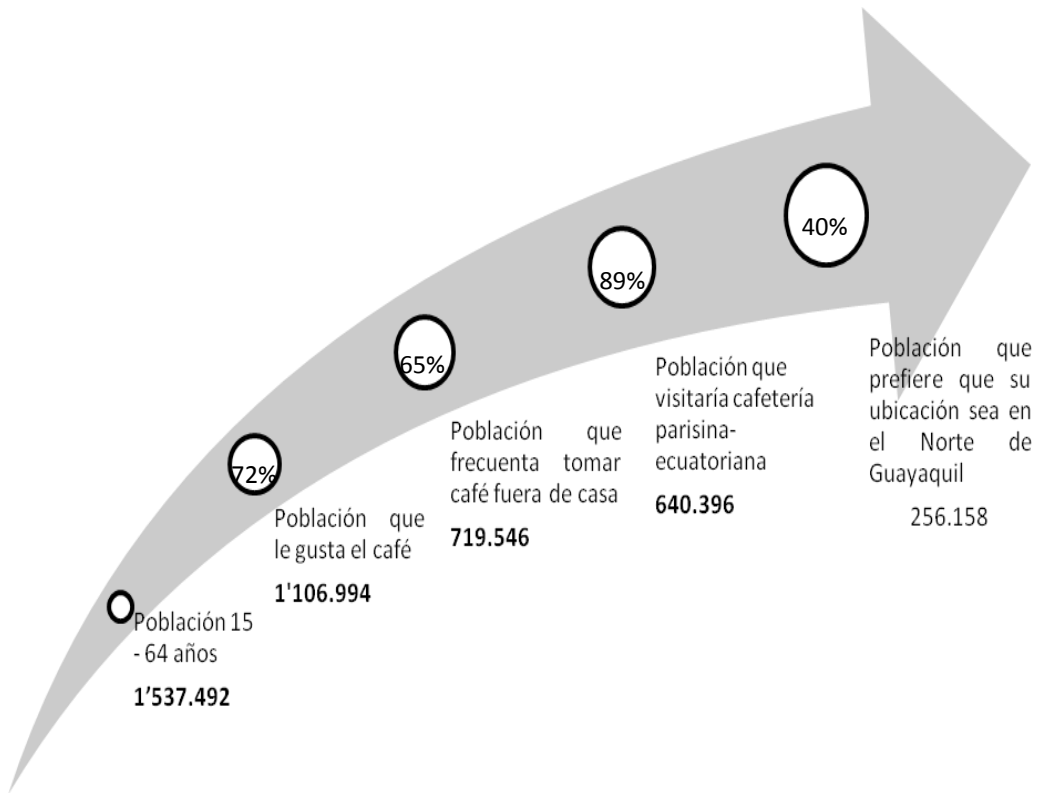 Población 15
- 64 años
1’537.492
72%
Población que
le gusta el café
1'106.994
65%
Población que
frecuenta tomar
café fuera de casa
719.546
89%
Población que
visitaría cafetería
parisina-
ecuatoriana
640.396
40%
Población que
prefiere que su
ubicación sea en
el Norte de
Guayaquil
256.158